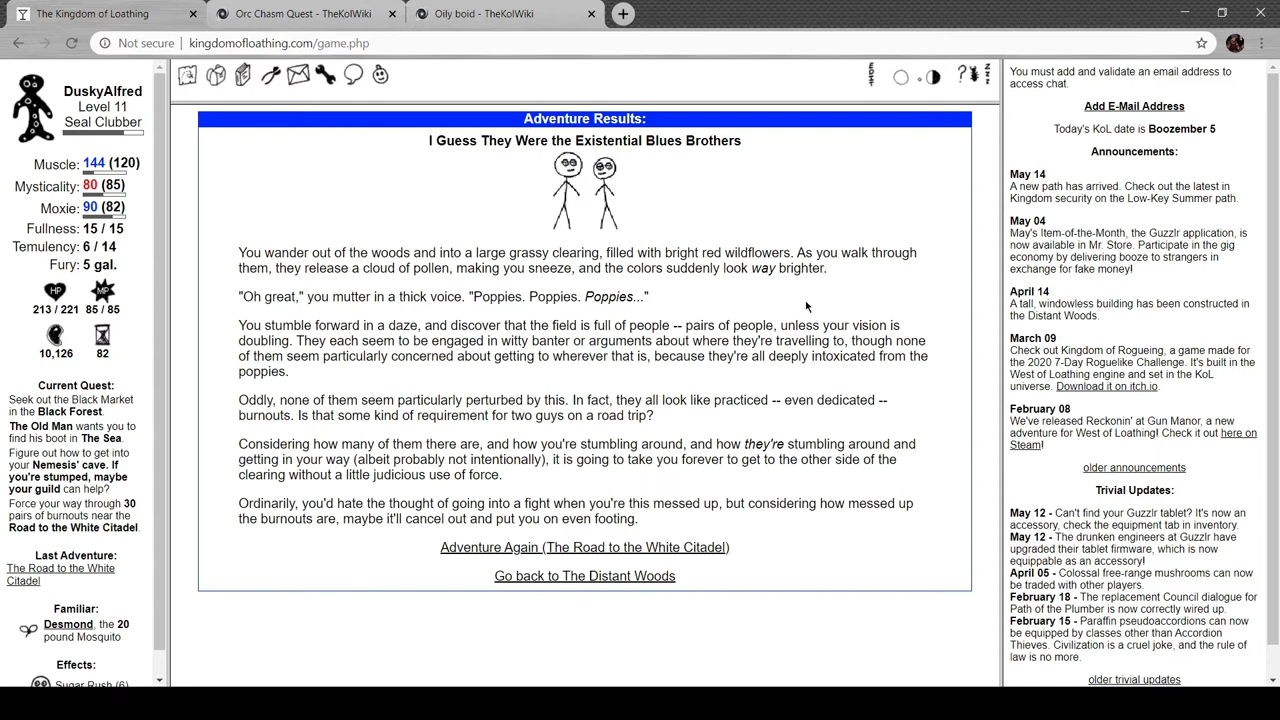 The Kingdom of Loathing
Orc Chasm Quest - TheKolWiki
Oily boid - TheKolWiki
Not secure | kingdomofloathing.com/game.php
DuskyAlfred
Level 11
Seal Clubber
Muscle: 144 (120)
Mysticality: 80 (85)
Moxie: 90 (82)
Fullness: 15 / 15
Temulency: 6 / 14
Fury: 5 gal.
HP MP
213 / 221 85 / 85
10,126 82
Current Quest:
Seek out the Black Market
in the Black Forest.
The Old Man wants you to
find his boot in The Sea.
Figure out how to get into
your Nemesis' cave. If
you're stumped, maybe
your guild can help?
Force your way through 30
pairs of burnouts near the
Road to the White Citadel.
Last Adventure:
The Road to the White
Citadel
Familiar:
Desmond, the 20
pound Mosquito
Effects:
Sugar Rush (6)
Adventure Results:
I Guess They Were the Existential Blues Brothers
You wander out of the woods and into a large grassy clearing, filled with bright red wildflowers. As you walk through
them, they release a cloud of pollen, making you sneeze, and the colors suddenly look way brighter.
"Oh great," you mutter in a thick voice. "Poppies. Poppies. Poppies..."
You stumble forward in a daze, and discover that the field is full of people -- pairs of people, unless your vision is
doubling. They each seem to be engaged in witty banter or arguments about where they're travelling to, though none
of them seem particularly concerned about getting to wherever that is, because they're all deeply intoxicated from the
poppies.
Oddly, none of them seem particularly perturbed by this. In fact, they all look like practiced -- even dedicated --
burnouts. Is that some kind of requirement for two guys on a road trip?
Considering how many of them there are, and how you're stumbling around, and how they're stumbling around and
getting in your way (albeit probably not intentionally), it is going to take you forever to get to the other side of the
clearing without a little judicious use of force.
Ordinarily, you'd hate the thought of going into a fight when you're this messed up, but considering how messed up
the burnouts are, maybe it'll cancel out and put you on even footing.
Adventure Again (The Road to the White Citadel)
Go back to The Distant Woods
You must add and validate an email address to
access chat.
Add E-Mail Address
Today's KoL date is Boozember 5
Announcements:
May 14
A new path has arrived. Check out the latest in
Kingdom security on the Low-Key Summer path.
May 04
May's Item-of-the-Month, the Guzzlr application, is
now available in Mr. Store. Participate in the gig
economy by delivering booze to strangers in
exchange for fake money!
April 14
A tall, windowless building has been constructed in
the Distant Woods.
March 09
Check out Kingdom of Rogueing, a game made for
the 2020 7-Day Roguelike Challenge. It's built in the
West of Loathing engine and set in the KoL
universe. Download it on itch.io.
February 08
We've released Reckonin' at Gun Manor, a new
adventure for West of Loathing! Check it out here on
Steam!
older announcements
Trivial Updates:
May 12 - Can't find your Guzzlr tablet? It's now an
accessory, check the equipment tab in inventory.
May 12 - The drunken engineers at Guzzlr have
upgraded their tablet firmware, which is now
equippable as an accessory!
April 05 - Colossal free-range mushrooms can now
be traded with other players.
February 18 - The replacement Council dialogue for
Path of the Plumber is now correctly wired up.
February 15 - Paraffin pseudoaccordions can now
be equipped by classes other than Accordion
Thieves. Civilization is a cruel joke, and the rule of
law is no more.
older trivial updates